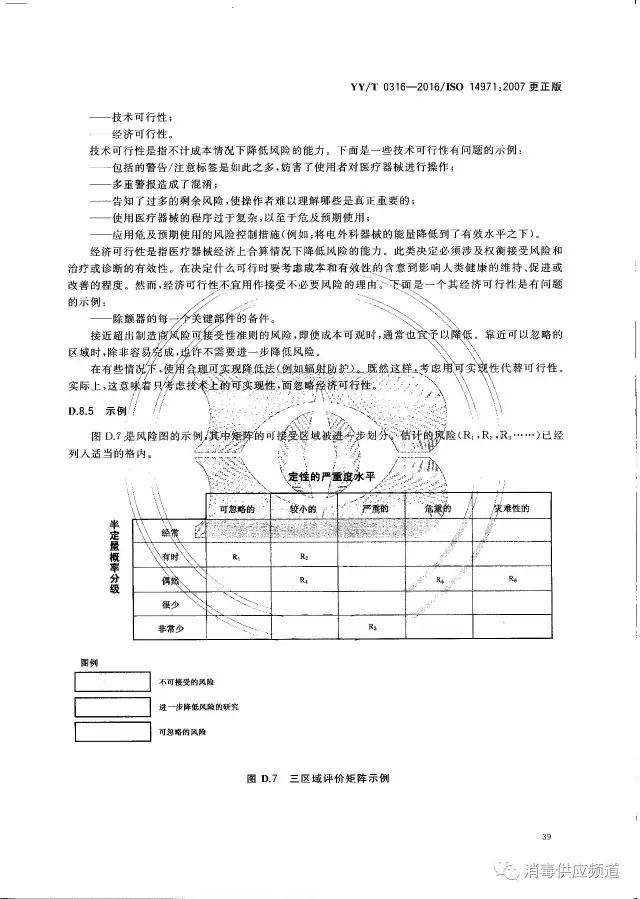 YY/T 0316—2016/ISO 14971:2007 更正版
——技术可行性;
——经济可行性。
技术可行性是指不计成本情况下降低风险的能力。下面是一些技术可行性有问题的示例:
——包括的警告/注意标签是如此之多,妨害了使用者对医疗器械进行操作;
——多重警报造成了混淆;
——告知了过多的剩余风险,使操作者难以理解哪些是真正重要的;
——使用医疗器械的程序过于复杂,以至于危及预期使用;
——应用危及预期使用的风险控制措施(例如:将电外科器械的能量降低到了有效水平之下)。
经济可行性是指医疗器械经济上合算情况下降低风险的能力。此类决定必须涉及权衡接受风险和
治疗或诊断的有效性。在决定什么可行时要考虑成本和有效性的含意到影响人类健康的维持、促进或
改善的程度。然而,经济可行性不宜用作接受不必要风险的理由。下面是一个其经济可行性是有问题
的示例:
——除颤器的每一个关键部件的备件。
接近超出制造商风险可接受性准则的风险,即使成本可观时,通常也宜予以降低。靠近可以忽略的
区域时,除非容易完成,也许不需要进一步降低风险。
在有些情况下,使用合理可实现降低法(例如辐射防护)。既然这样,考虑用可实现性代替可行性。
实际上,这意味着只考虑技术上的可实现性,而忽略经济可行性。
D.8.5 示例
图 D.7 是风险图的示例,其中矩阵的可接受区域被进一步划分。估计的风险(R₁,R₂,R₃……)已经
列入适当的格内。
定性的严重度水平
可忽略的 较小的 严重的 危重的 灾难性的
半定量概率分级
经常
有时 R₁ R₂
偶然 R₄ R₅ R₆
很少
非常少 R₃
图例
不可接受的风险
进一步降低风险的研究
可忽略的风险
图 D.7 三区域评价矩阵示例
39
消毒供应频道